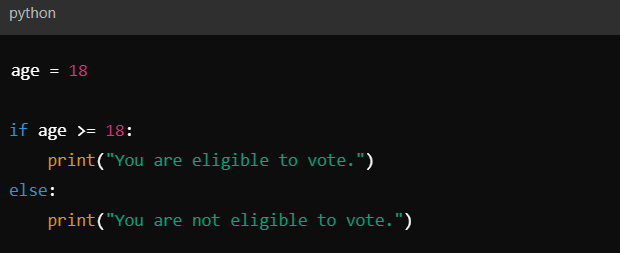 python
age = 18
if age >= 18:
    print("You are eligible to vote.")
else:
    print("You are not eligible to vote.")